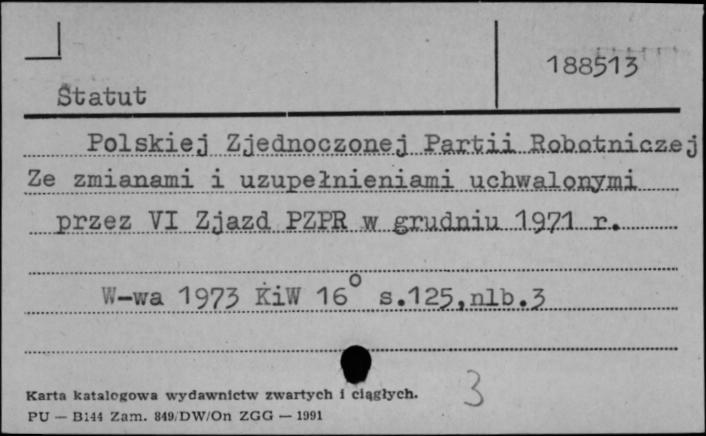 188513
Statut
Polskiej Zjednoczonej Partii Robotniczej
Ze zmianami i uzupełnieniami uchwalonymi
przez VI Zjazd PZPR w grudniu 1971 r.
W-wa 1973 KiW 16° s.125,nlb.3
3
Karta katalogowa wydawnictw zwartych i ciągłych.
PU — B144 Zam. 849/DW/On ZGG — 1991